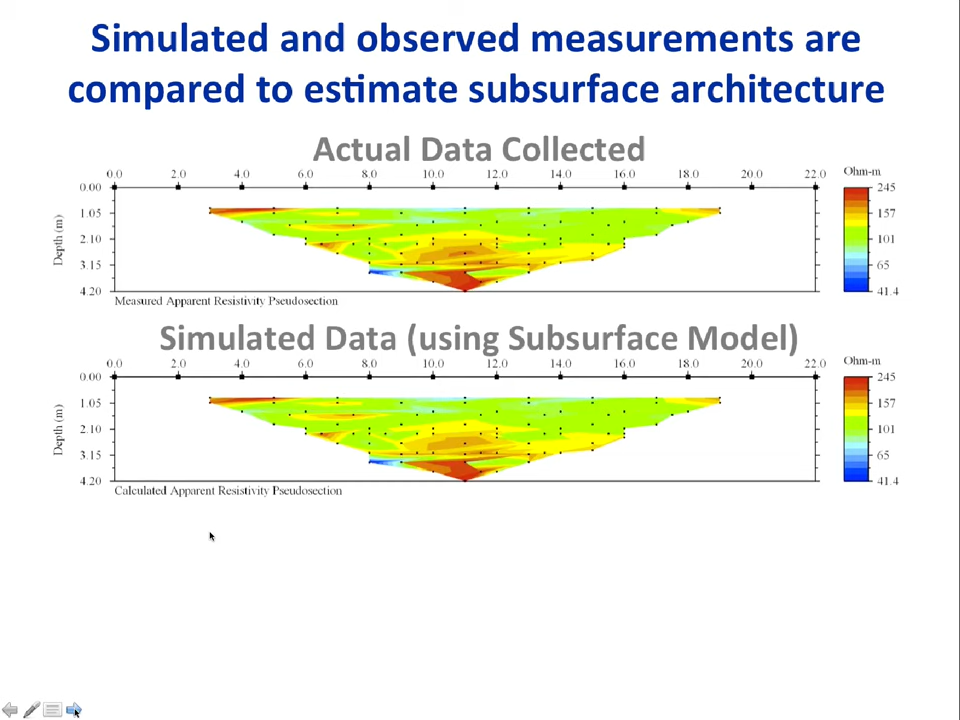 Simulated and observed measurements are
compared to estimate subsurface architecture
Actual Data Collected
0.0 2.0 4.0 6.0 8.0 10.0 12.0 14.0 16.0 18.0 20.0 22.0
Ohm-m
0.00
1.05
2.10
3.15
4.20
Depth (m)
245
157
101
65
41.4
Measured Apparent Resistivity Pseudosection
Simulated Data (using Subsurface Model)
0.0 2.0 4.0 6.0 8.0 10.0 12.0 14.0 16.0 18.0 20.0 22.0
Ohm-m
0.00
1.05
2.10
3.15
4.20
Depth (m)
245
157
101
65
41.4
Calculated Apparent Resistivity Pseudosection